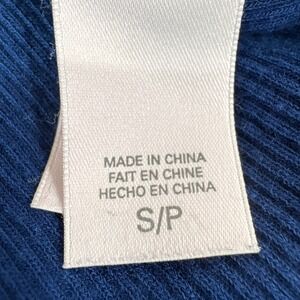 MADE IN CHINA
FAIT EN CHINE
HECHO EN CHINA
S/P